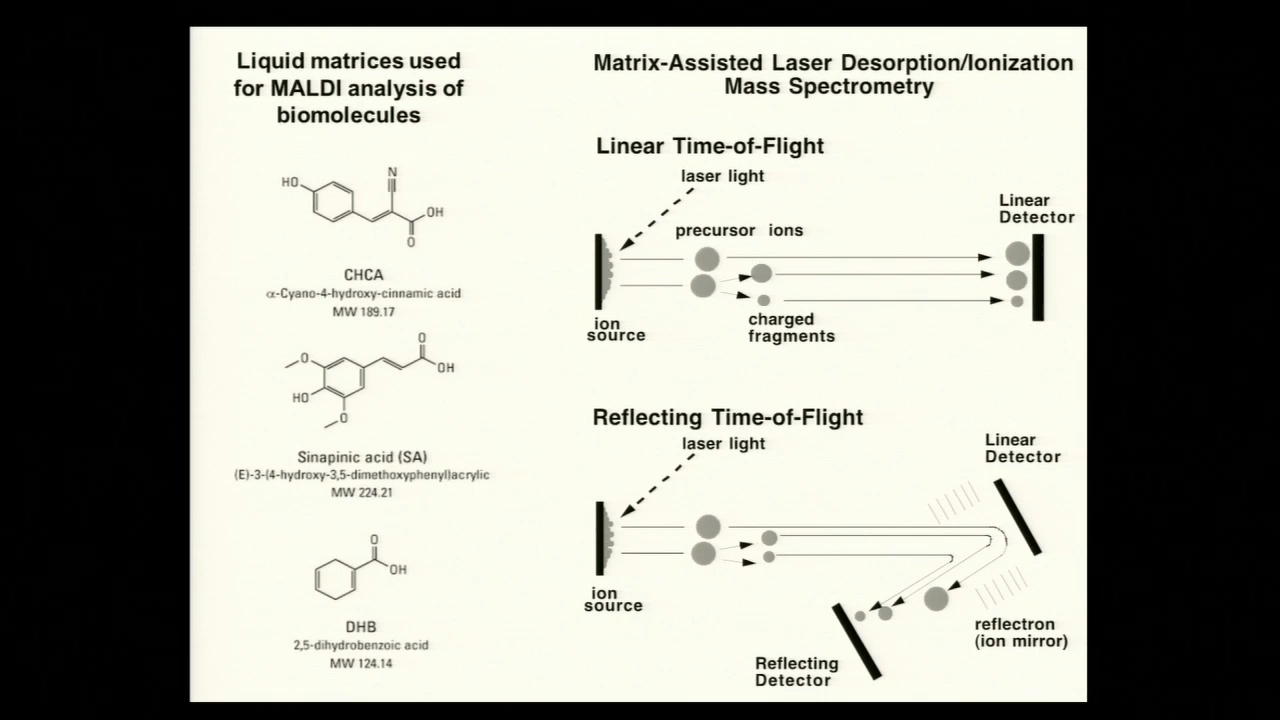 Liquid matrices used
for MALDI analysis of
biomolecules
HO
N
OH
O
CHCA
α-Cyano-4-hydroxy-cinnamic acid
MW 189.17
O
O
OH
HO
O
Sinapinic acid (SA)
(E)-3-(4-hydroxy-3,5-dimethoxyphenyl)acrylic
MW 224.21
O
OH
DHB
2,5-dihydrobenzoic acid
MW 124.14
Matrix-Assisted Laser Desorption/Ionization
Mass Spectrometry
Linear Time-of-Flight
laser light
precursor ions
Linear
Detector
ion
source
charged
fragments
Reflecting Time-of-Flight
laser light
Linear
Detector
ion
source
reflectron
(ion mirror)
Reflecting
Detector